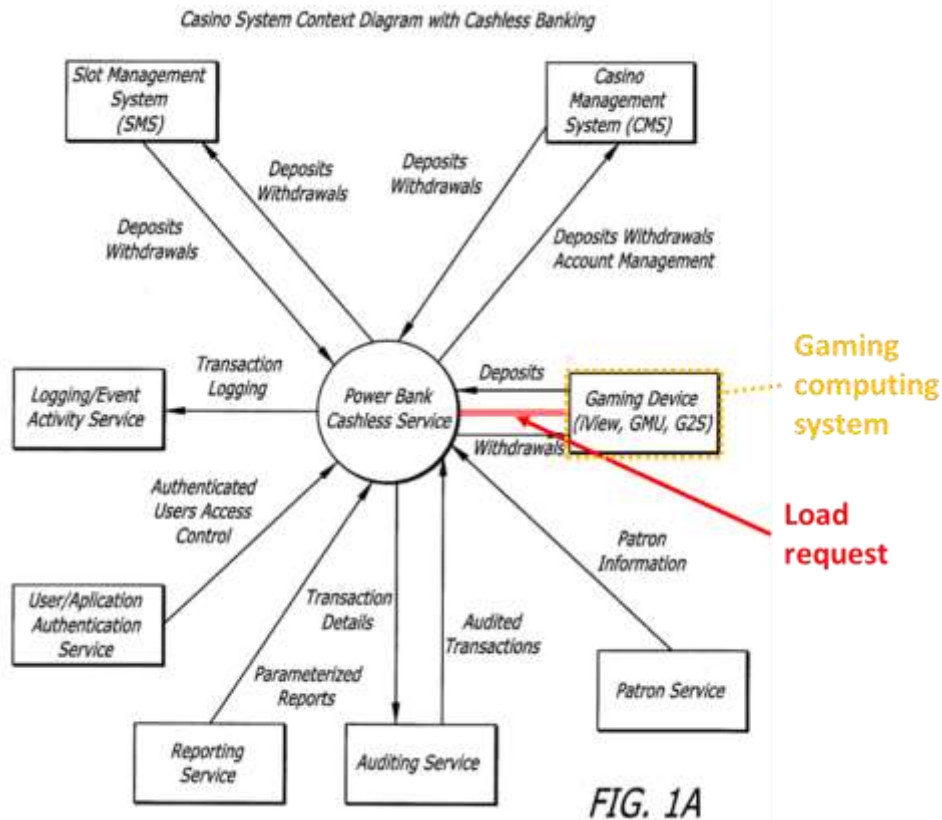 Casino System Context Diagram with Cashless Banking
Slot Management
System
(SMS)
Casino
Management
System (CMS)
Deposits
Withdrawals
Deposits
Withdrawals
Deposits
Withdrawals
Deposits Withdrawals
Account Management
Transaction
Logging
Logging/Event
Activity Service
Power Bank
Cashless Service
Deposits
Withdrawals
Gaming Device
(iView, GMU, G2S)
Gaming
computing
system
Load
request
Authenticated
Users Access
Control
Patron
Information
User/Aplication
Authentication
Service
Transaction
Details
Audited
Transactions
Parameterized
Reports
Patron Service
Reporting
Service
Auditing Service
FIG. 1A